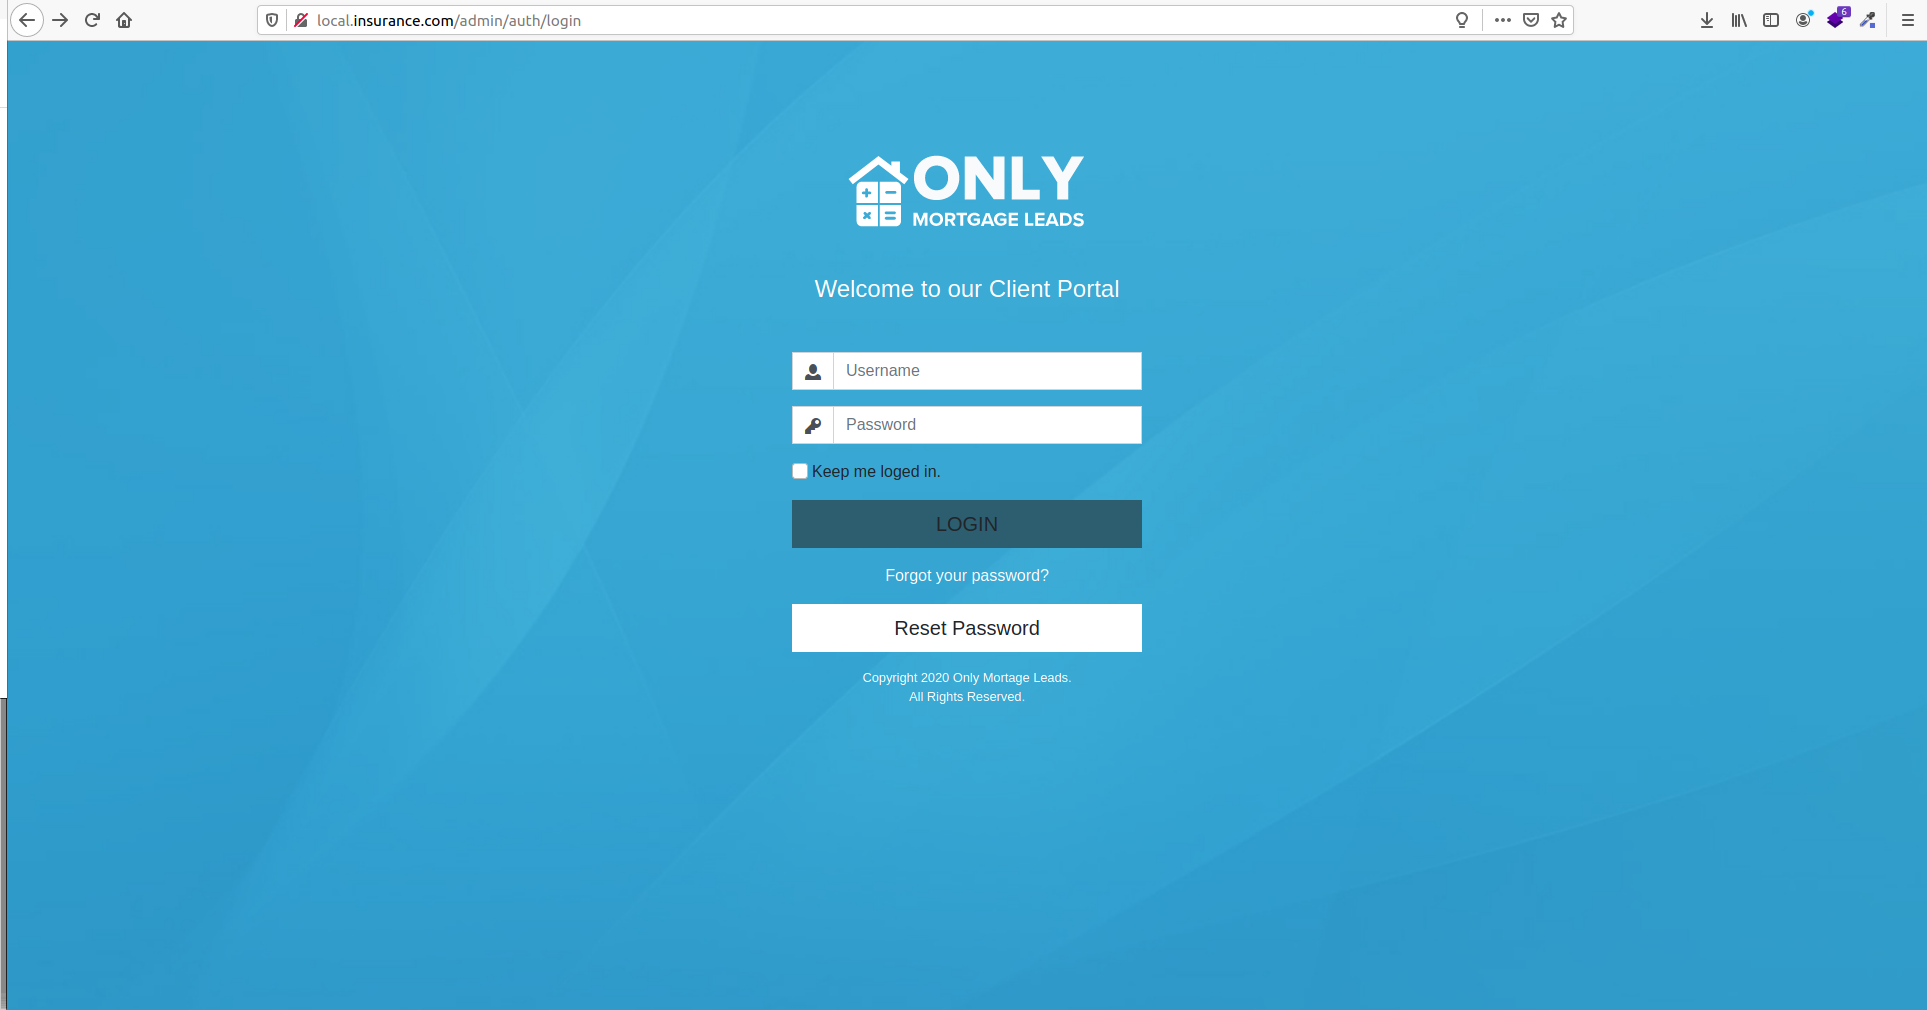 local.insurance.com/admin/auth/login
6
ONLY
MORTGAGE LEADS
Welcome to our Client Portal
Username
Password
Keep me loged in.
LOGIN
Forgot your password?
Reset Password
Copyright 2020 Only Mortage Leads.
All Rights Reserved.